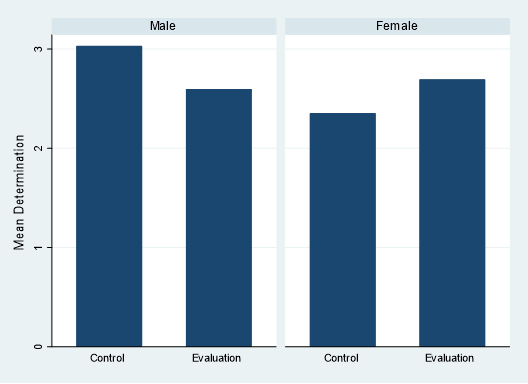 Male
Female
Mean Determination
3
2
1
0
Control
Evaluation
Control
Evaluation